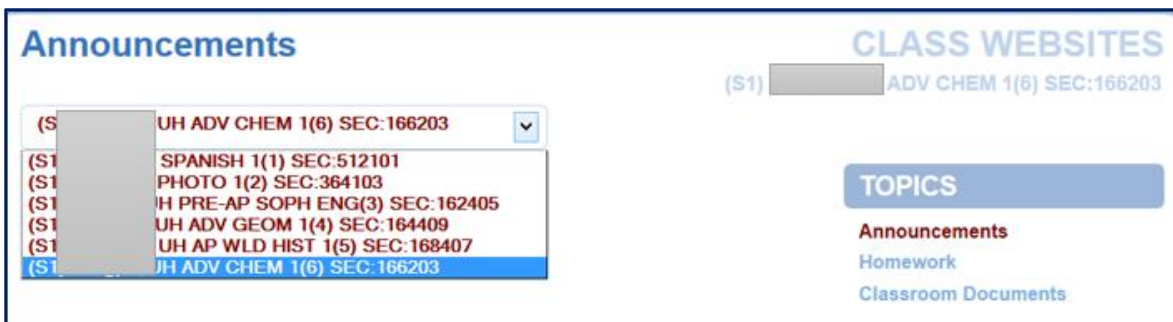 Announcements
CLASS WEBSITES
(S1) ADV CHEM 1(6) SEC:166203
(S UH ADV CHEM 1(6) SEC:166203
(S1 SPANISH 1(1) SEC:512101
(S1 PHOTO 1(2) SEC:364103
(S1 H PRE-AP SOPH ENG(3) SEC:162405
(S1 UH ADV GEOM 1(4) SEC:164409
(S1 UH AP WLD HIST 1(5) SEC:168407
(S1 UH ADV CHEM 1(6) SEC:166203
TOPICS
Announcements
Homework
Classroom Documents